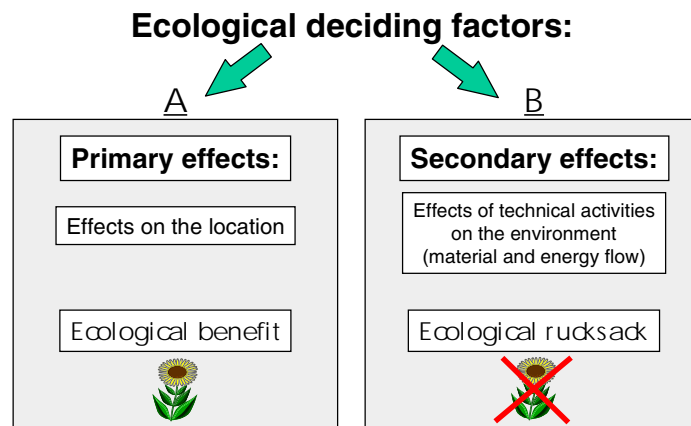 Ecological deciding factors:
A
Primary effects:
Effects on the location
Ecological benefit
B
Secondary effects:
Effects of technical activities
on the environment
(material and energy flow)
Ecological rucksack